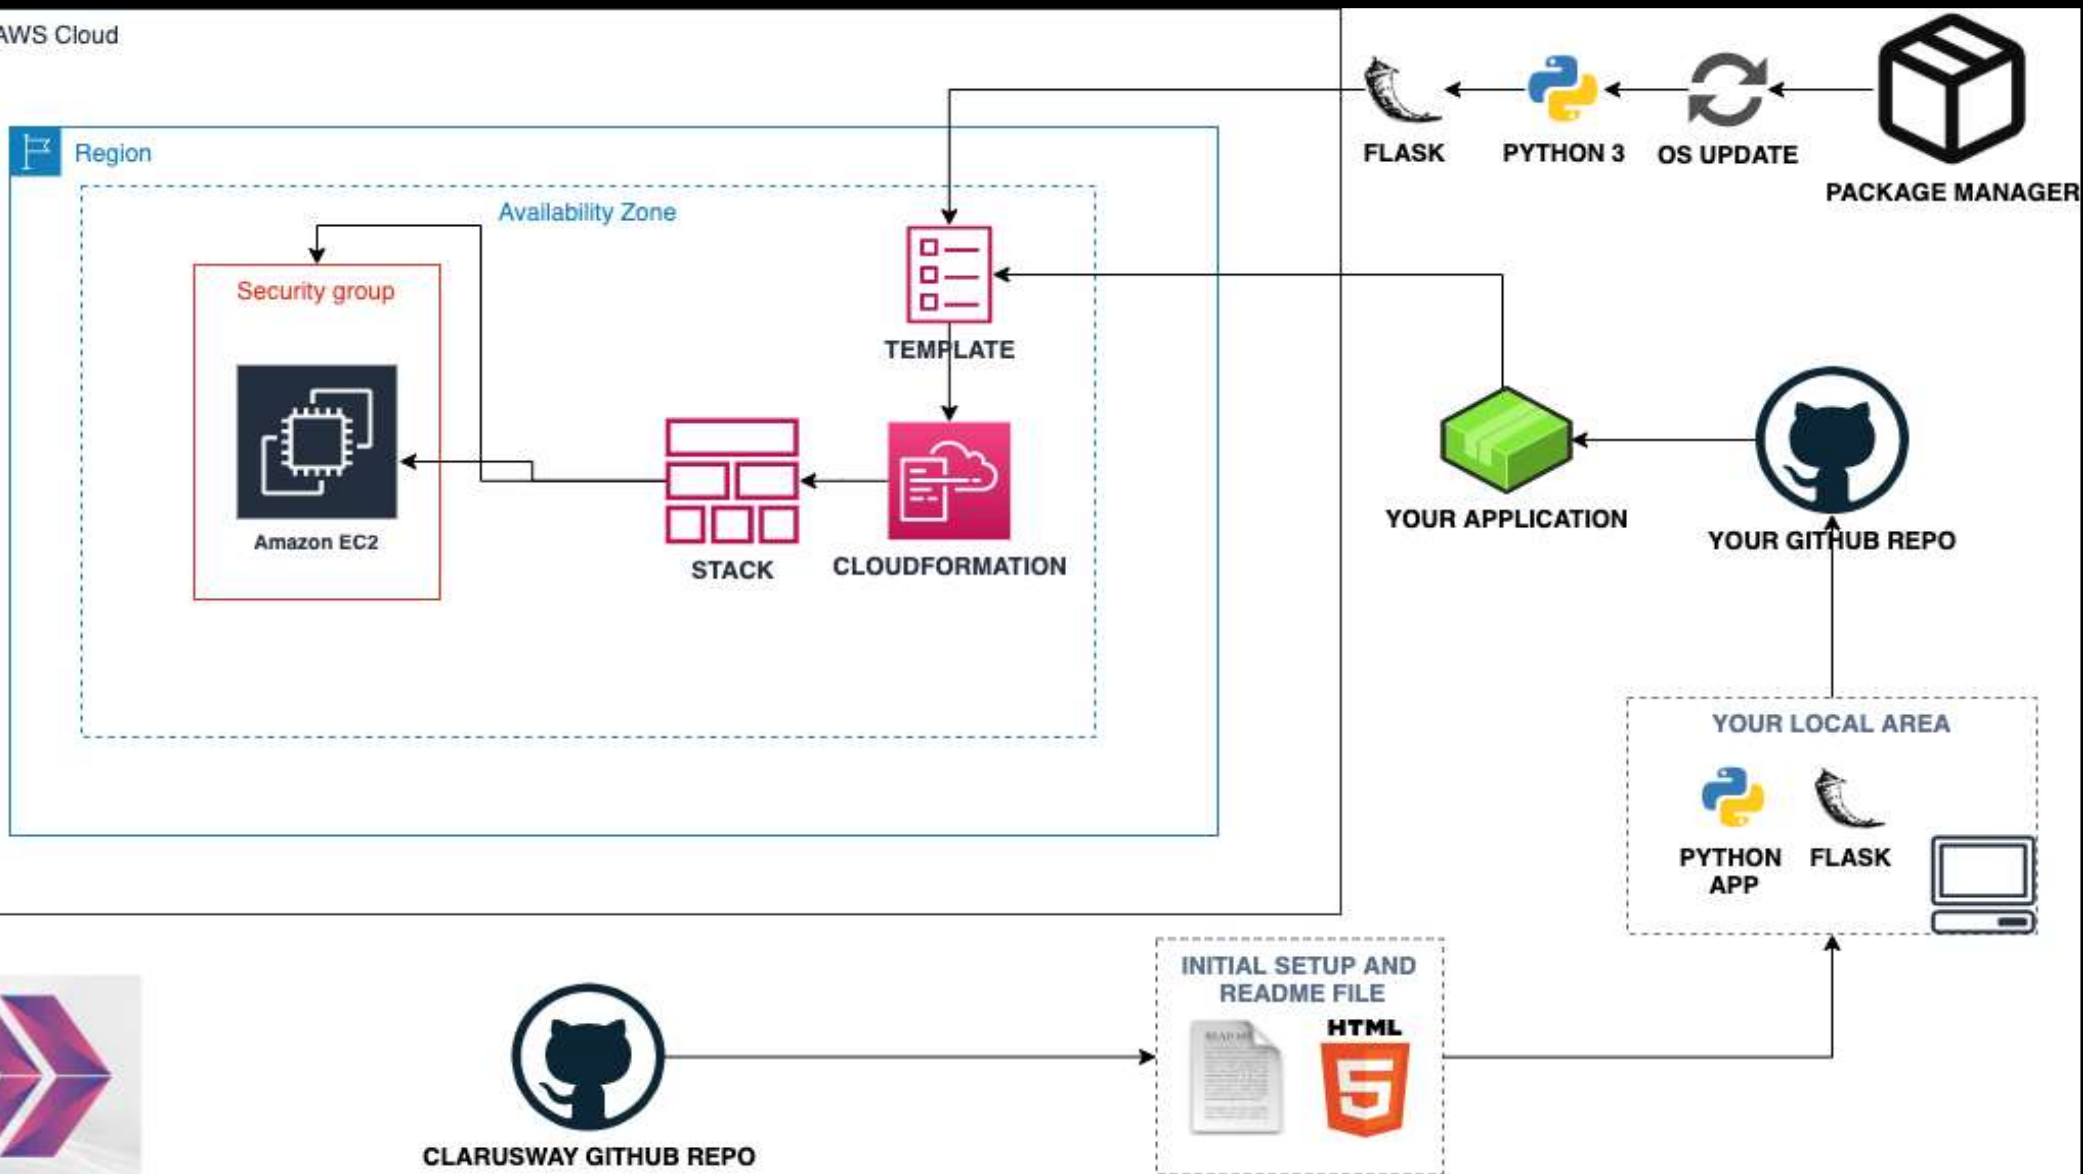 AWS Cloud
Region
Availability Zone
Security group
Amazon EC2
TEMPLATE
STACK
CLOUDFORMATION
FLASK
PYTHON 3
OS UPDATE
PACKAGE MANAGER
YOUR APPLICATION
YOUR GITHUB REPO
YOUR LOCAL AREA
PYTHON
APP
FLASK
INITIAL SETUP AND
README FILE
HTML
5
CLARUSWAY GITHUB REPO